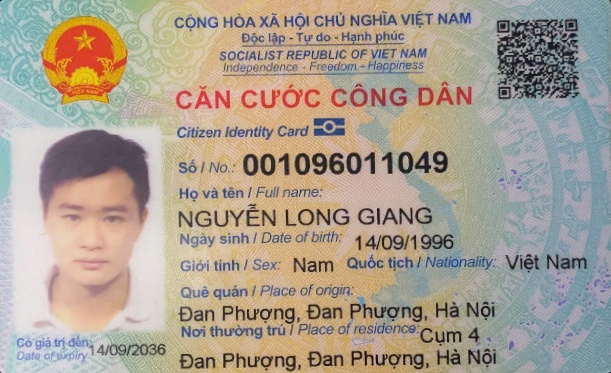 CỘNG HÒA XÃ HỘI CHỦ NGHĨA VIỆT NAM
Độc lập - Tự do - Hạnh phúc
SOCIALIST REPUBLIC OF VIET NAM
Independence - Freedom - Happiness
CĂN CƯỚC CÔNG DÂN
Citizen Identity Card
Số / No.: 001096011049
Họ và tên / Full name:
NGUYỄN LONG GIANG
Ngày sinh / Date of birth: 14/09/1996
Giới tính / Sex: Nam Quốc tịch / Nationality: Việt Nam
Quê quán / Place of origin:
Đan Phượng, Đan Phượng, Hà Nội
Nơi thường trú / Place of residence: Cụm 4
Đan Phượng, Đan Phượng, Hà Nội
Có giá trị đến:
Date of expiry 14/09/2036
VIỆT NAM